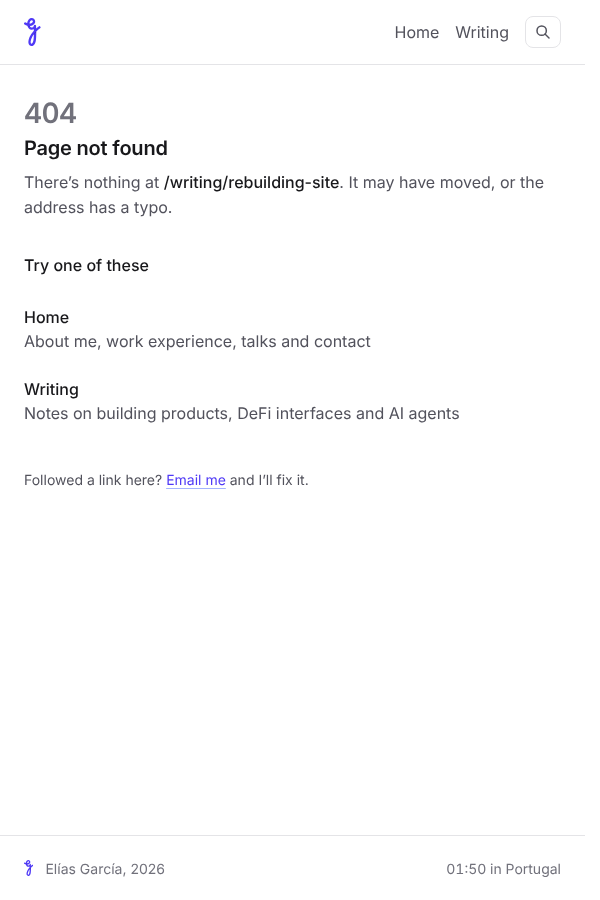 Home Writing
404
Page not found
There’s nothing at /writing/rebuilding-site. It may have moved, or the
address has a typo.
Try one of these
Home
About me, work experience, talks and contact
Writing
Notes on building products, DeFi interfaces and AI agents
Followed a link here? Email me and I’ll fix it.
Elías García, 2026
01:50 in Portugal